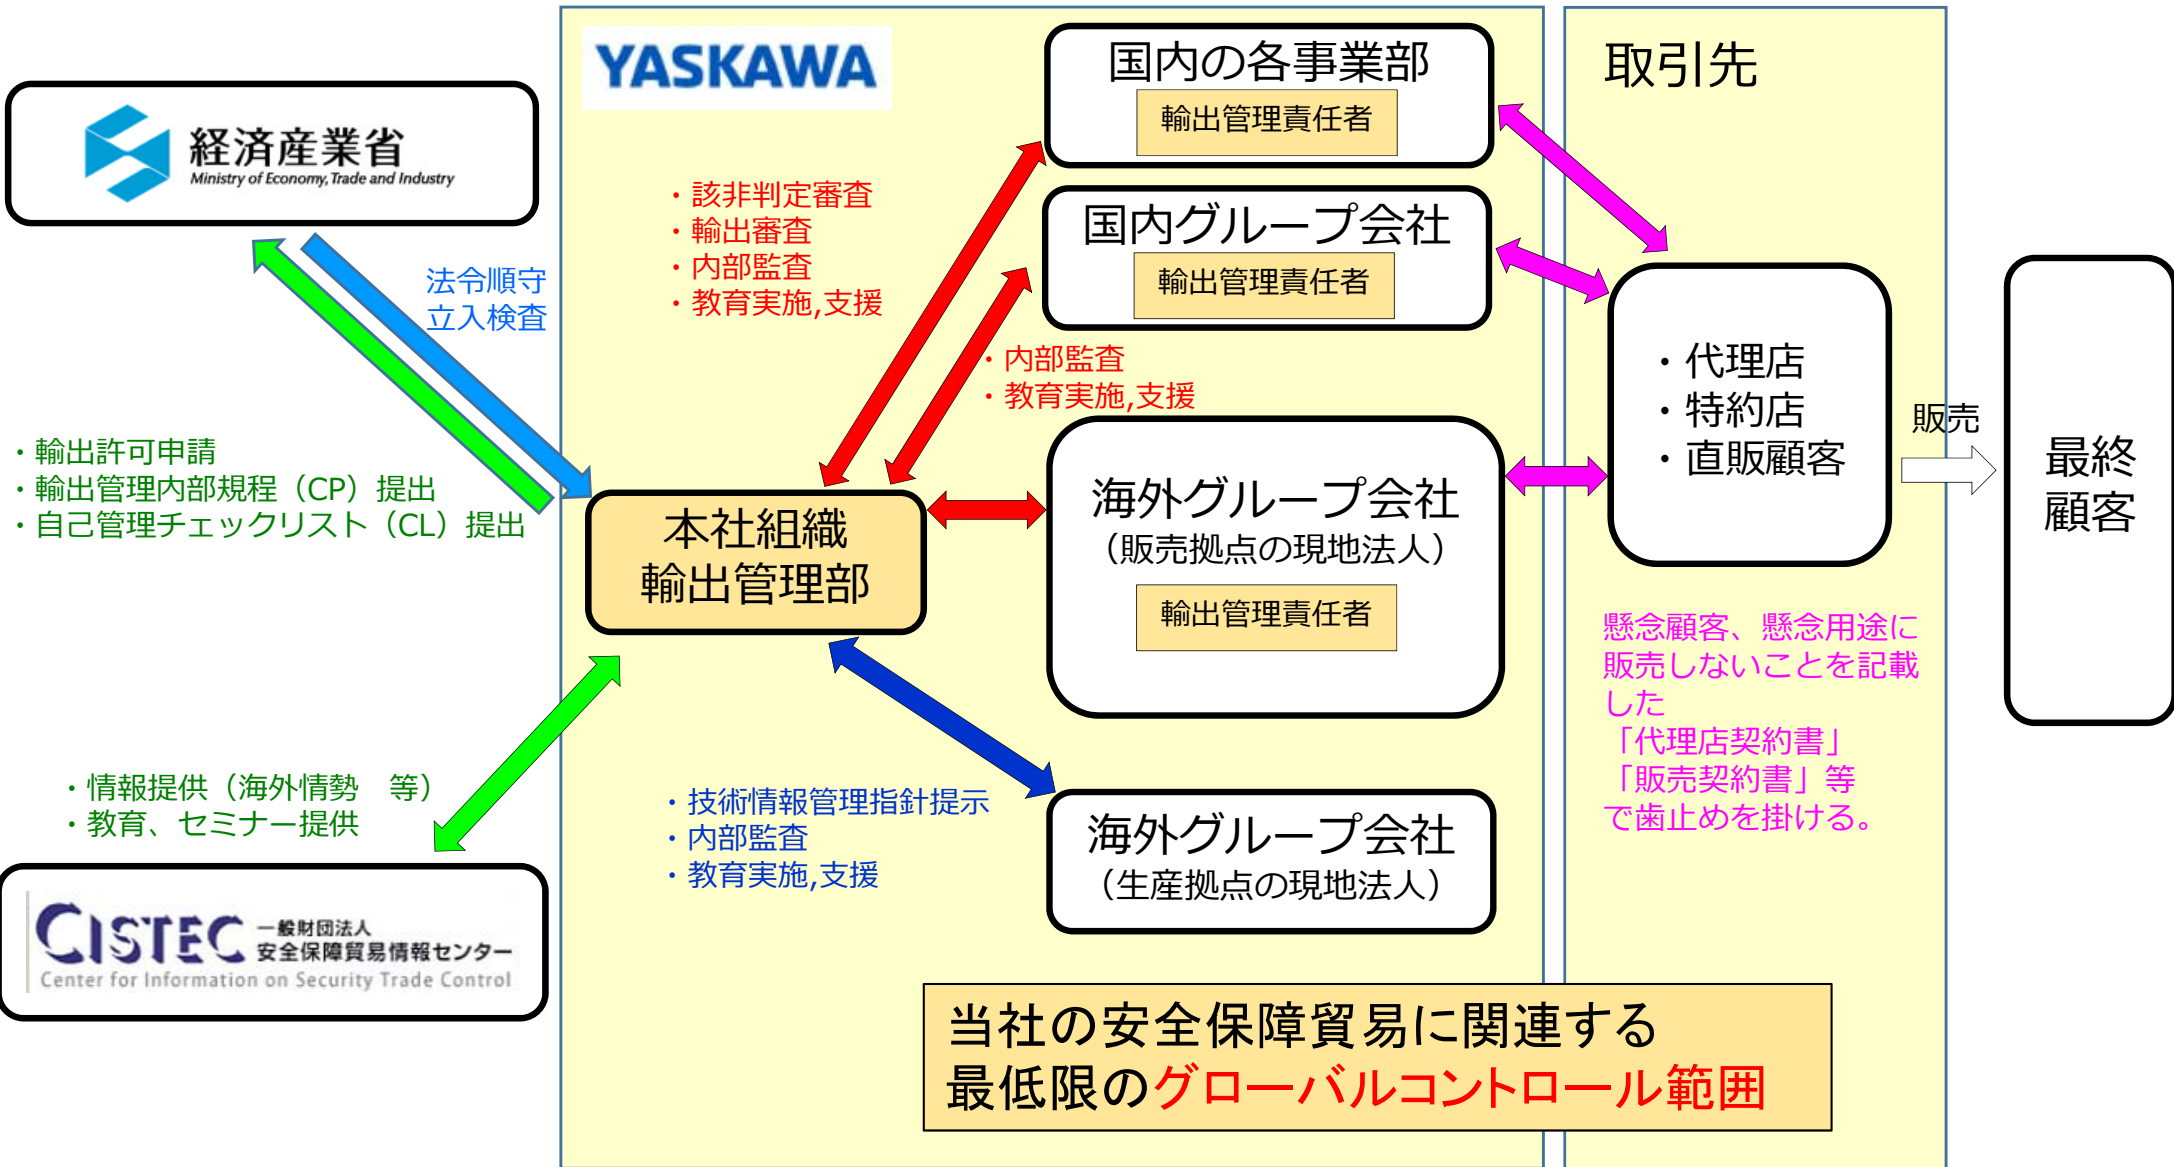 YASKAWA
国内の各事業部
輸出管理責任者
取引先
経済産業省
Ministry of Economy, Trade and Industry
・該非判定審査
・輸出審査
・内部監査
・教育実施,支援
国内グループ会社
輸出管理責任者
法令順守
立入検査
・内部監査
・教育実施,支援
・代理店
・特約店
・直販顧客
販売
最終
顧客
・輸出許可申請
・輸出管理内部規程（CP）提出
・自己管理チェックリスト（CL）提出
本社組織
輸出管理部
海外グループ会社
（販売拠点の現地法人）
輸出管理責任者
懸念顧客、懸念用途に
販売しないことを記載
した
「代理店契約書」
「販売契約書」等
で歯止めを掛ける。
・情報提供（海外情勢　等）
・教育、セミナー提供
・技術情報管理指針提示
・内部監査
・教育実施,支援
海外グループ会社
（生産拠点の現地法人）
CISTEC 一般財団法人
安全保障貿易情報センター
Center for Information on Security Trade Control
当社の安全保障貿易に関連する
最低限のグローバルコントロール範囲